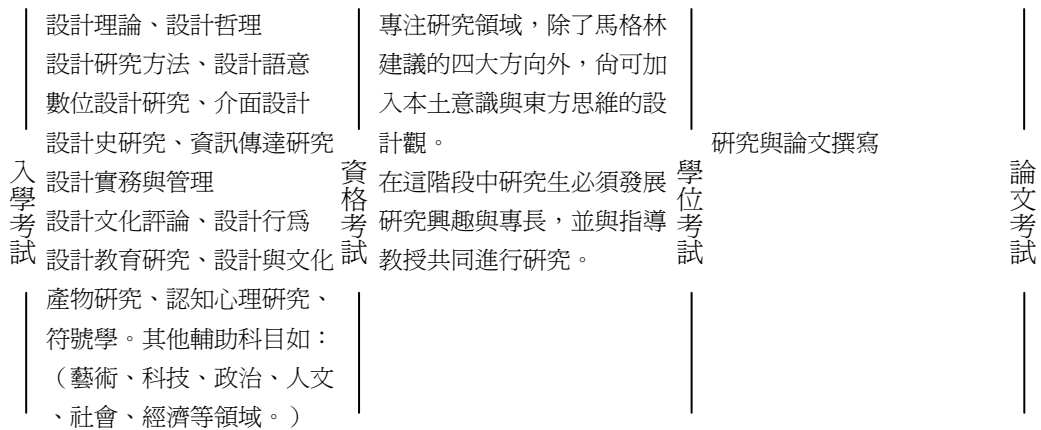 入學考試
設計理論、設計哲理
設計研究方法、設計語意
數位設計研究、介面設計
設計史研究、資訊傳達研究
設計實務與管理
設計文化評論、設計行為
設計教育研究、設計與文化
產物研究、認知心理研究、
符號學。其他輔助科目如：
（藝術、科技、政治、人文
、社會、經濟等領域。）
資格考試
專注研究領域，除了馬格林
建議的四大方向外，尚可加
入本土意識與東方思維的設
計觀。
在這階段中研究生必須發展
研究興趣與專長，並與指導
教授共同進行研究。
學位考試
研究與論文撰寫
論文考試